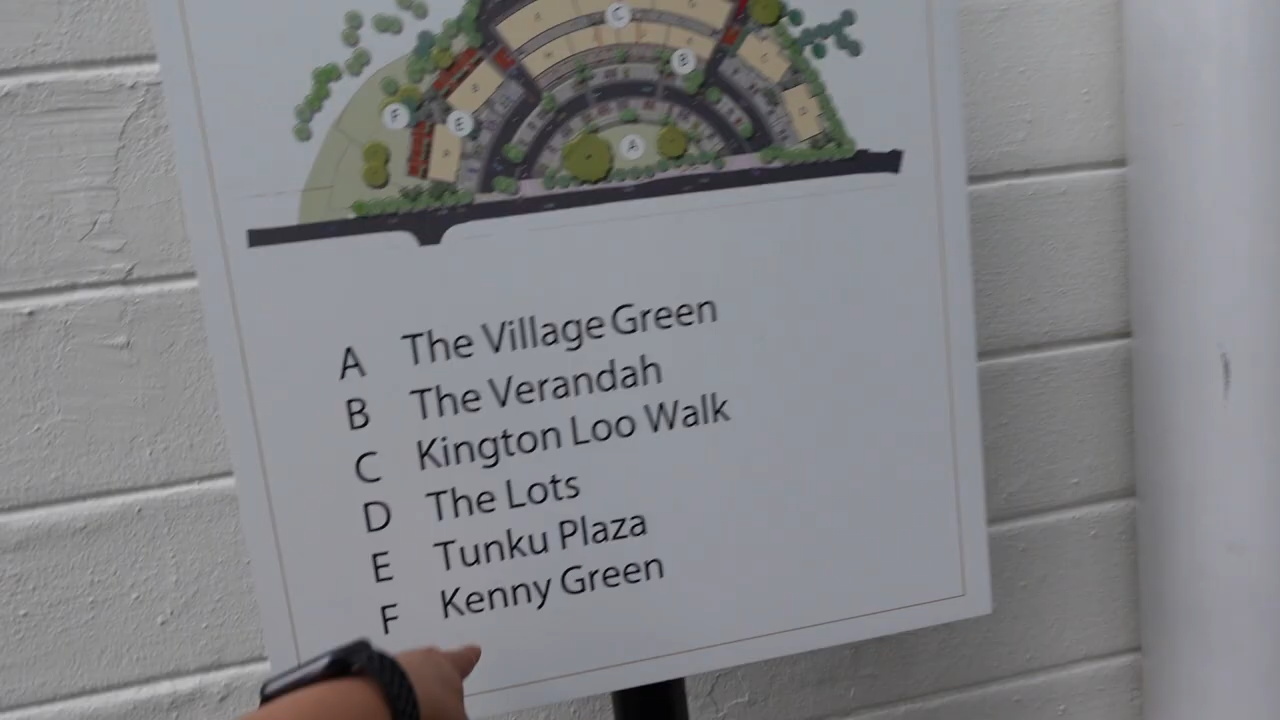 C
B
F
E
A
A The Village Green
B The Verandah
C Kington Loo Walk
D The Lots
E Tunku Plaza
F Kenny Green